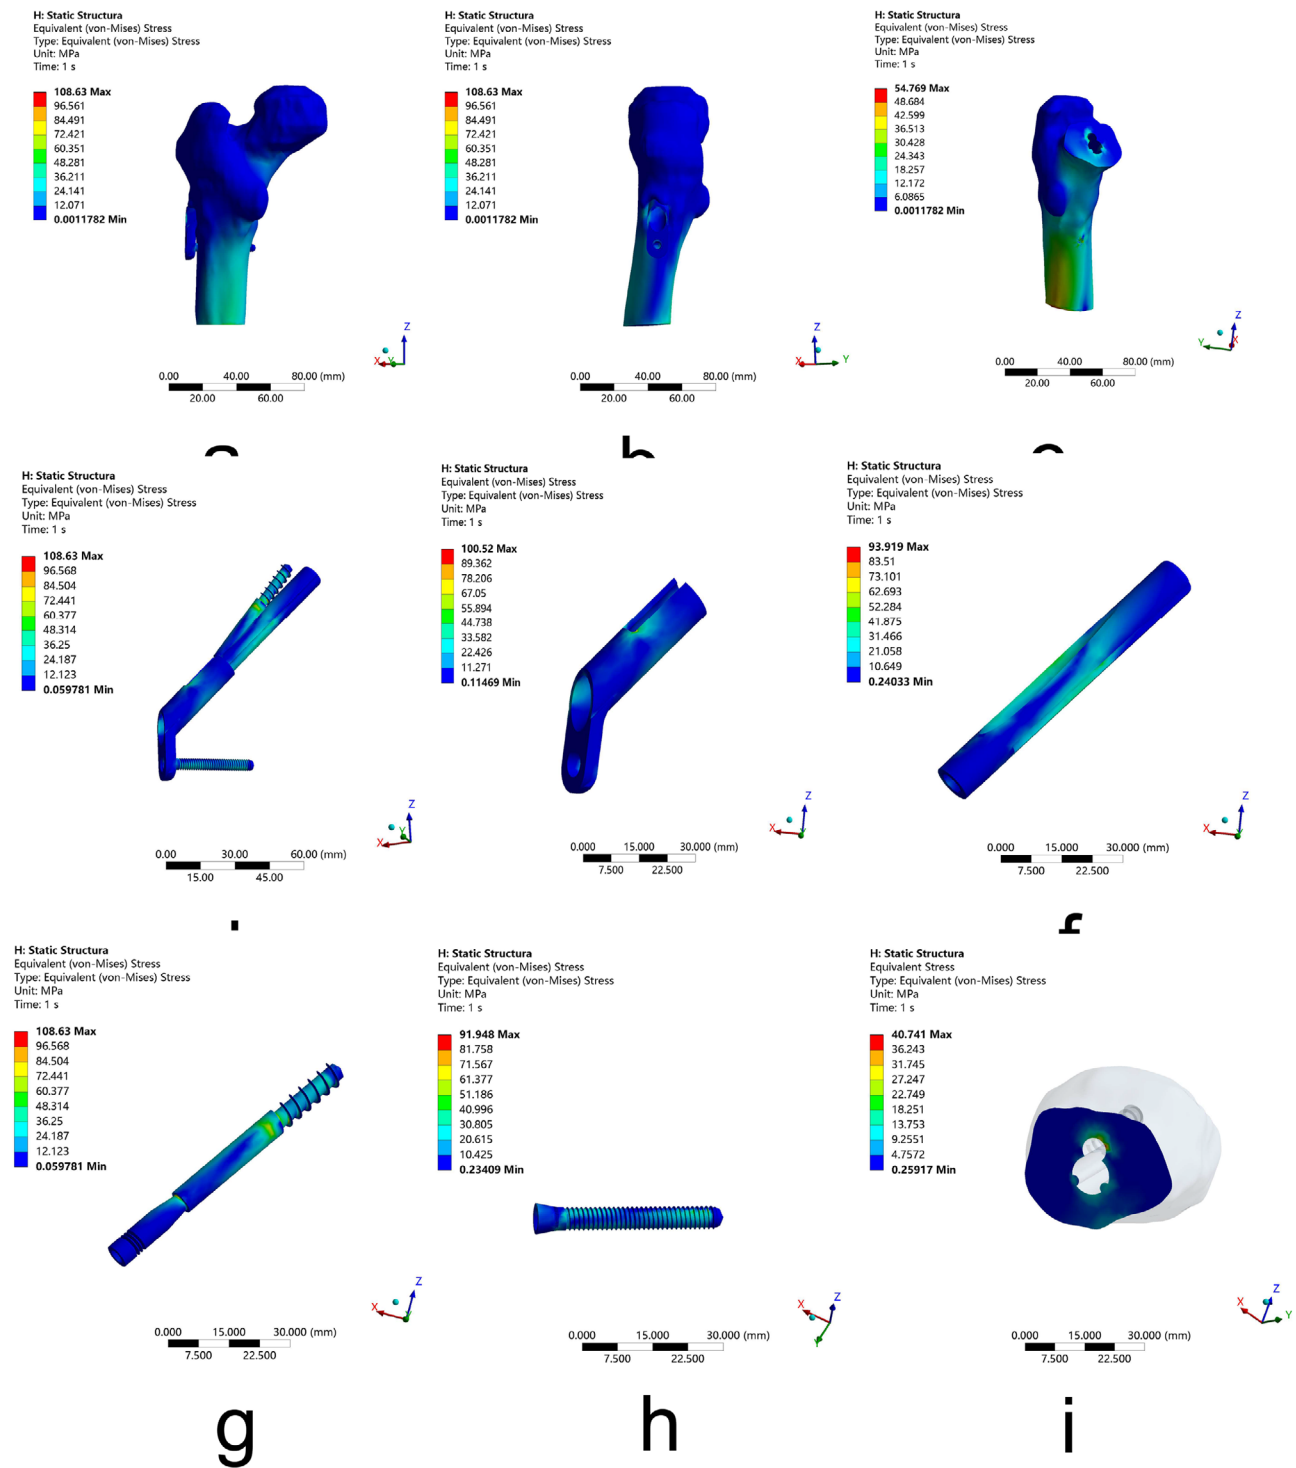 H: Static Structura
Equivalent (von-Mises) Stress
Type: Equivalent (von-Mises) Stress
Unit: MPa
Time: 1 s
108.63 Max
96.561
84.491
72.421
60.351
48.281
36.211
24.141
12.071
0.0011782 Min
Z
X Y
0.00 40.00 80.00 (mm)
20.00 60.00
H: Static Structura
Equivalent (von-Mises) Stress
Type: Equivalent (von-Mises) Stress
Unit: MPa
Time: 1 s
108.63 Max
96.561
84.491
72.421
60.351
48.281
36.211
24.141
12.071
0.0011782 Min
Z
X Y
0.00 40.00 80.00 (mm)
20.00 60.00
H: Static Structura
Equivalent (von-Mises) Stress
Type: Equivalent (von-Mises) Stress
Unit: MPa
Time: 1 s
54.769 Max
48.684
42.599
36.513
30.428
24.343
18.257
12.172
6.0865
0.0011782 Min
Z
Y X
0.00 40.00 80.00 (mm)
20.00 60.00
H: Static Structura
Equivalent (von-Mises) Stress
Type: Equivalent (von-Mises) Stress
Unit: MPa
Time: 1 s
108.63 Max
96.568
84.504
72.441
60.377
48.314
36.25
24.187
12.123
0.059781 Min
Z
Y
X
0.00 30.00 60.00 (mm)
15.00 45.00
H: Static Structura
Equivalent (von-Mises) Stress
Type: Equivalent (von-Mises) Stress
Unit: MPa
Time: 1 s
100.52 Max
89.362
78.206
67.05
55.894
44.738
33.582
22.426
11.271
0.11469 Min
Z
X Y
0.000 15.000 30.000 (mm)
7.500 22.500
H: Static Structura
Equivalent (von-Mises) Stress
Type: Equivalent (von-Mises) Stress
Unit: MPa
Time: 1 s
93.919 Max
83.51
73.101
62.693
52.284
41.875
31.466
21.058
10.649
0.24033 Min
Z
X Y
0.000 15.000 30.000 (mm)
7.500 22.500
f
H: Static Structura
Equivalent (von-Mises) Stress
Type: Equivalent (von-Mises) Stress
Unit: MPa
Time: 1 s
108.63 Max
96.568
84.504
72.441
60.377
48.314
36.25
24.187
12.123
0.059781 Min
Z
X Y
0.000 15.000 30.000 (mm)
7.500 22.500
g
H: Static Structura
Equivalent (von-Mises) Stress
Type: Equivalent (von-Mises) Stress
Unit: MPa
Time: 1 s
91.948 Max
81.758
71.567
61.377
51.186
40.996
30.805
20.615
10.425
0.23409 Min
Z
X
Y
0.000 15.000 30.000 (mm)
7.500 22.500
h
H: Static Structura
Equivalent Stress
Type: Equivalent (von-Mises) Stress
Unit: MPa
Time: 1 s
40.741 Max
36.243
31.745
27.247
22.749
18.251
13.753
9.2551
4.7572
0.25917 Min
Z
X Y
0.000 15.000 30.000 (mm)
7.500 22.500
i